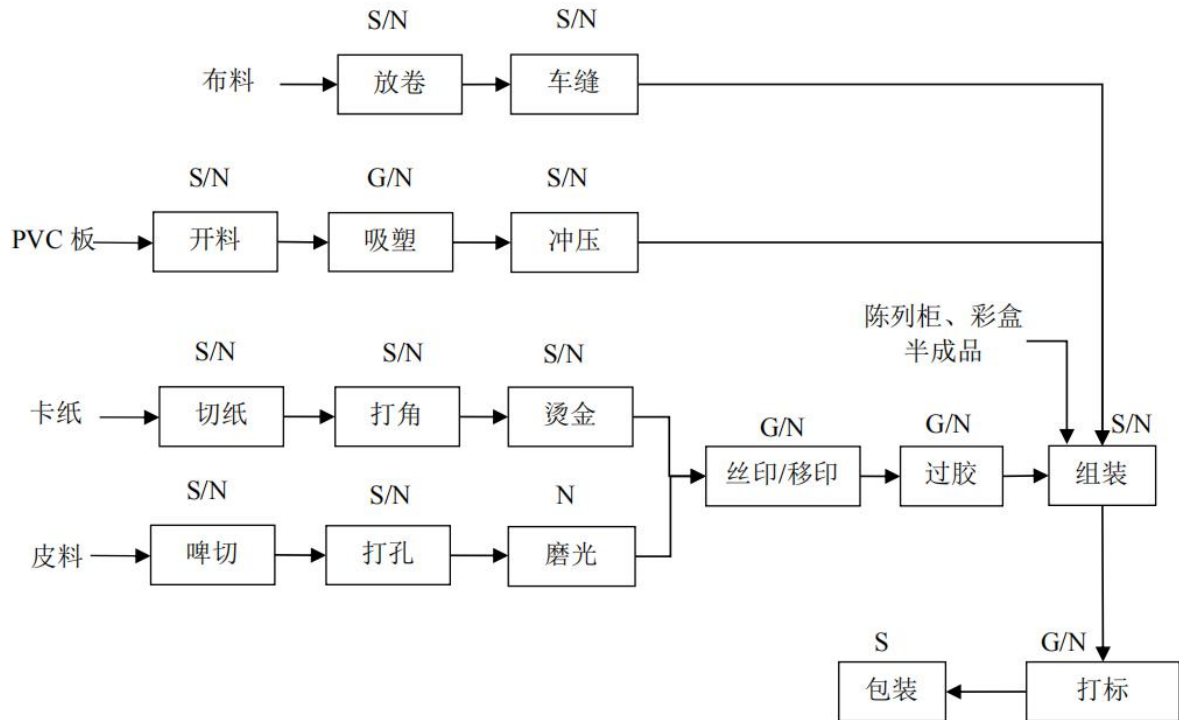 S/N S/N
布料 放卷 车缝
S/N G/N S/N
PVC 板 开料 吸塑 冲压
陈列柜、彩盒
半成品
S/N S/N S/N
卡纸 切纸 打角 烫金
G/N G/N S/N
丝印/移印 过胶 组装
S/N S/N N
皮料 啤切 打孔 磨光
S G/N
包装 打标